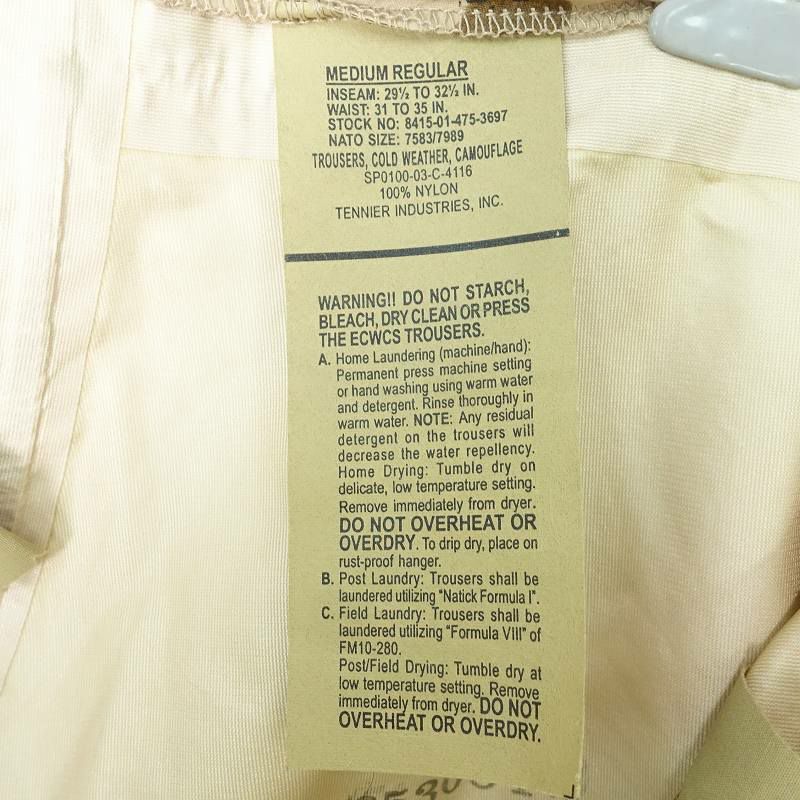 MEDIUM REGULAR
INSEAM: 29½ TO 32½ IN.
WAIST: 31 TO 35 IN.
STOCK NO: 8415-01-475-3697
NATO SIZE: 7583/7989
TROUSERS, COLD WEATHER, CAMOUFLAGE
SP0100-03-C-4116
100% NYLON
TENNIER INDUSTRIES, INC.
WARNING!! DO NOT STARCH,
BLEACH, DRY CLEAN OR PRESS
THE ECWCS TROUSERS.
A. Home Laundering (machine/hand):
Permanent press machine setting
or hand washing using warm water
and detergent. Rinse thoroughly in
warm water. NOTE: Any residual
detergent on the trousers will
decrease the water repellency.
Home Drying: Tumble dry on
delicate, low temperature setting.
Remove immediately from dryer.
DO NOT OVERHEAT OR
OVERDRY. To drip dry, place on
rust-proof hanger.
B. Post Laundry: Trousers shall be
laundered utilizing "Natick Formula I".
C. Field Laundry: Trousers shall be
laundered utilizing "Formula VIII" of
FM10-280.
Post/Field Drying: Tumble dry at
low temperature setting. Remove
immediately from dryer. DO NOT
OVERHEAT OR OVERDRY.